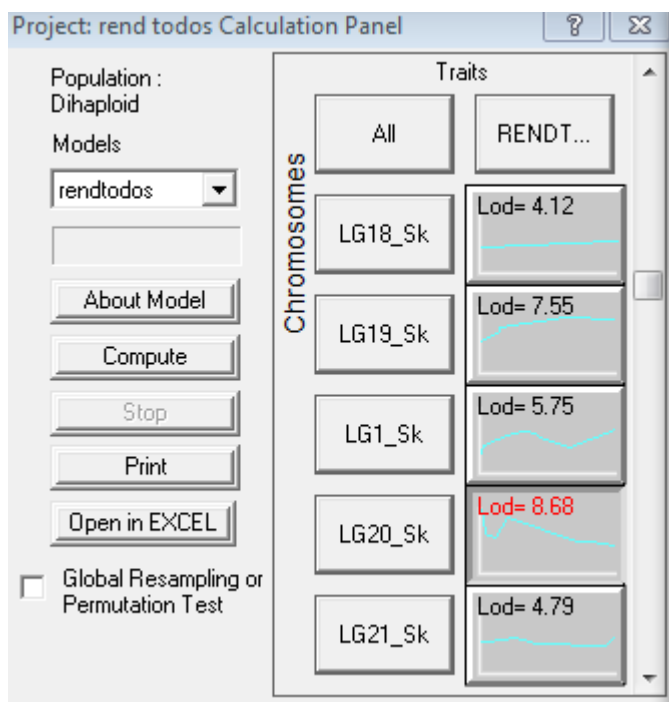 Project: rend todos Calculation Panel
Population :
Dihaploid
Models
rendtodos
About Model
Compute
Stop
Print
Open in EXCEL
Global Resampling or
Permutation Test
Traits
Chromosomes
All
RENDT...
LG18_Sk
Lod= 4.12
LG19_Sk
Lod= 7.55
LG1_Sk
Lod= 5.75
LG20_Sk
Lod= 8.68
LG21_Sk
Lod= 4.79